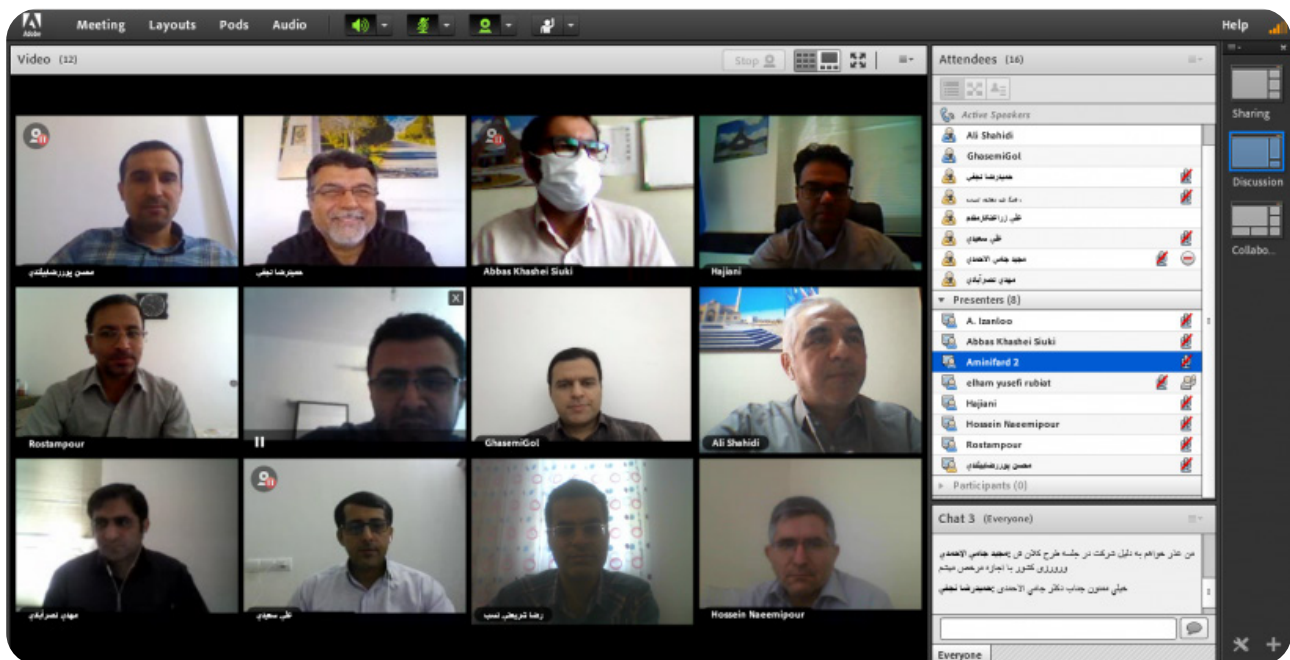 Adobe
Meeting Layouts Pods Audio
Help
Video (12)
Stop
محسن پوررضابیلندی
حمیدرضا نجفی
Abbas Khashei Siuki
Hajiani
Rostampour
GhasemiGol
Ali Shahidi
مهدی نصرآبادی
علی سعیدی
رضا شریعتی نسب
Hossein Naeemipour
Attendees (16)
Active Speakers
Ali Shahidi
GhasemiGol
حمیدرضا نجفی
علی زراعتکارمقدم
علی سعیدی
مجید جامی الاحمدی
مهدی نصرآبادی
Presenters (8)
A. Izanloo
Abbas Khashei Siuki
Aminifard 2
elham yusefi rubiat
Hajiani
Hossein Naeemipour
Rostampour
محسن پوررضابیلندی
Participants (0)
Chat 3 (Everyone)
مجید جامی الاحمدی: من عذر خواهم به دلیل شرکت در جلسه طرح کلان ف
وروزی کشور با اجازه مرخص میشم
حمیدرضا نجفی: خیلی ممنون جناب دکتر جامی الاحمدی
Everyone
Sharing
Discussion
Collabo...